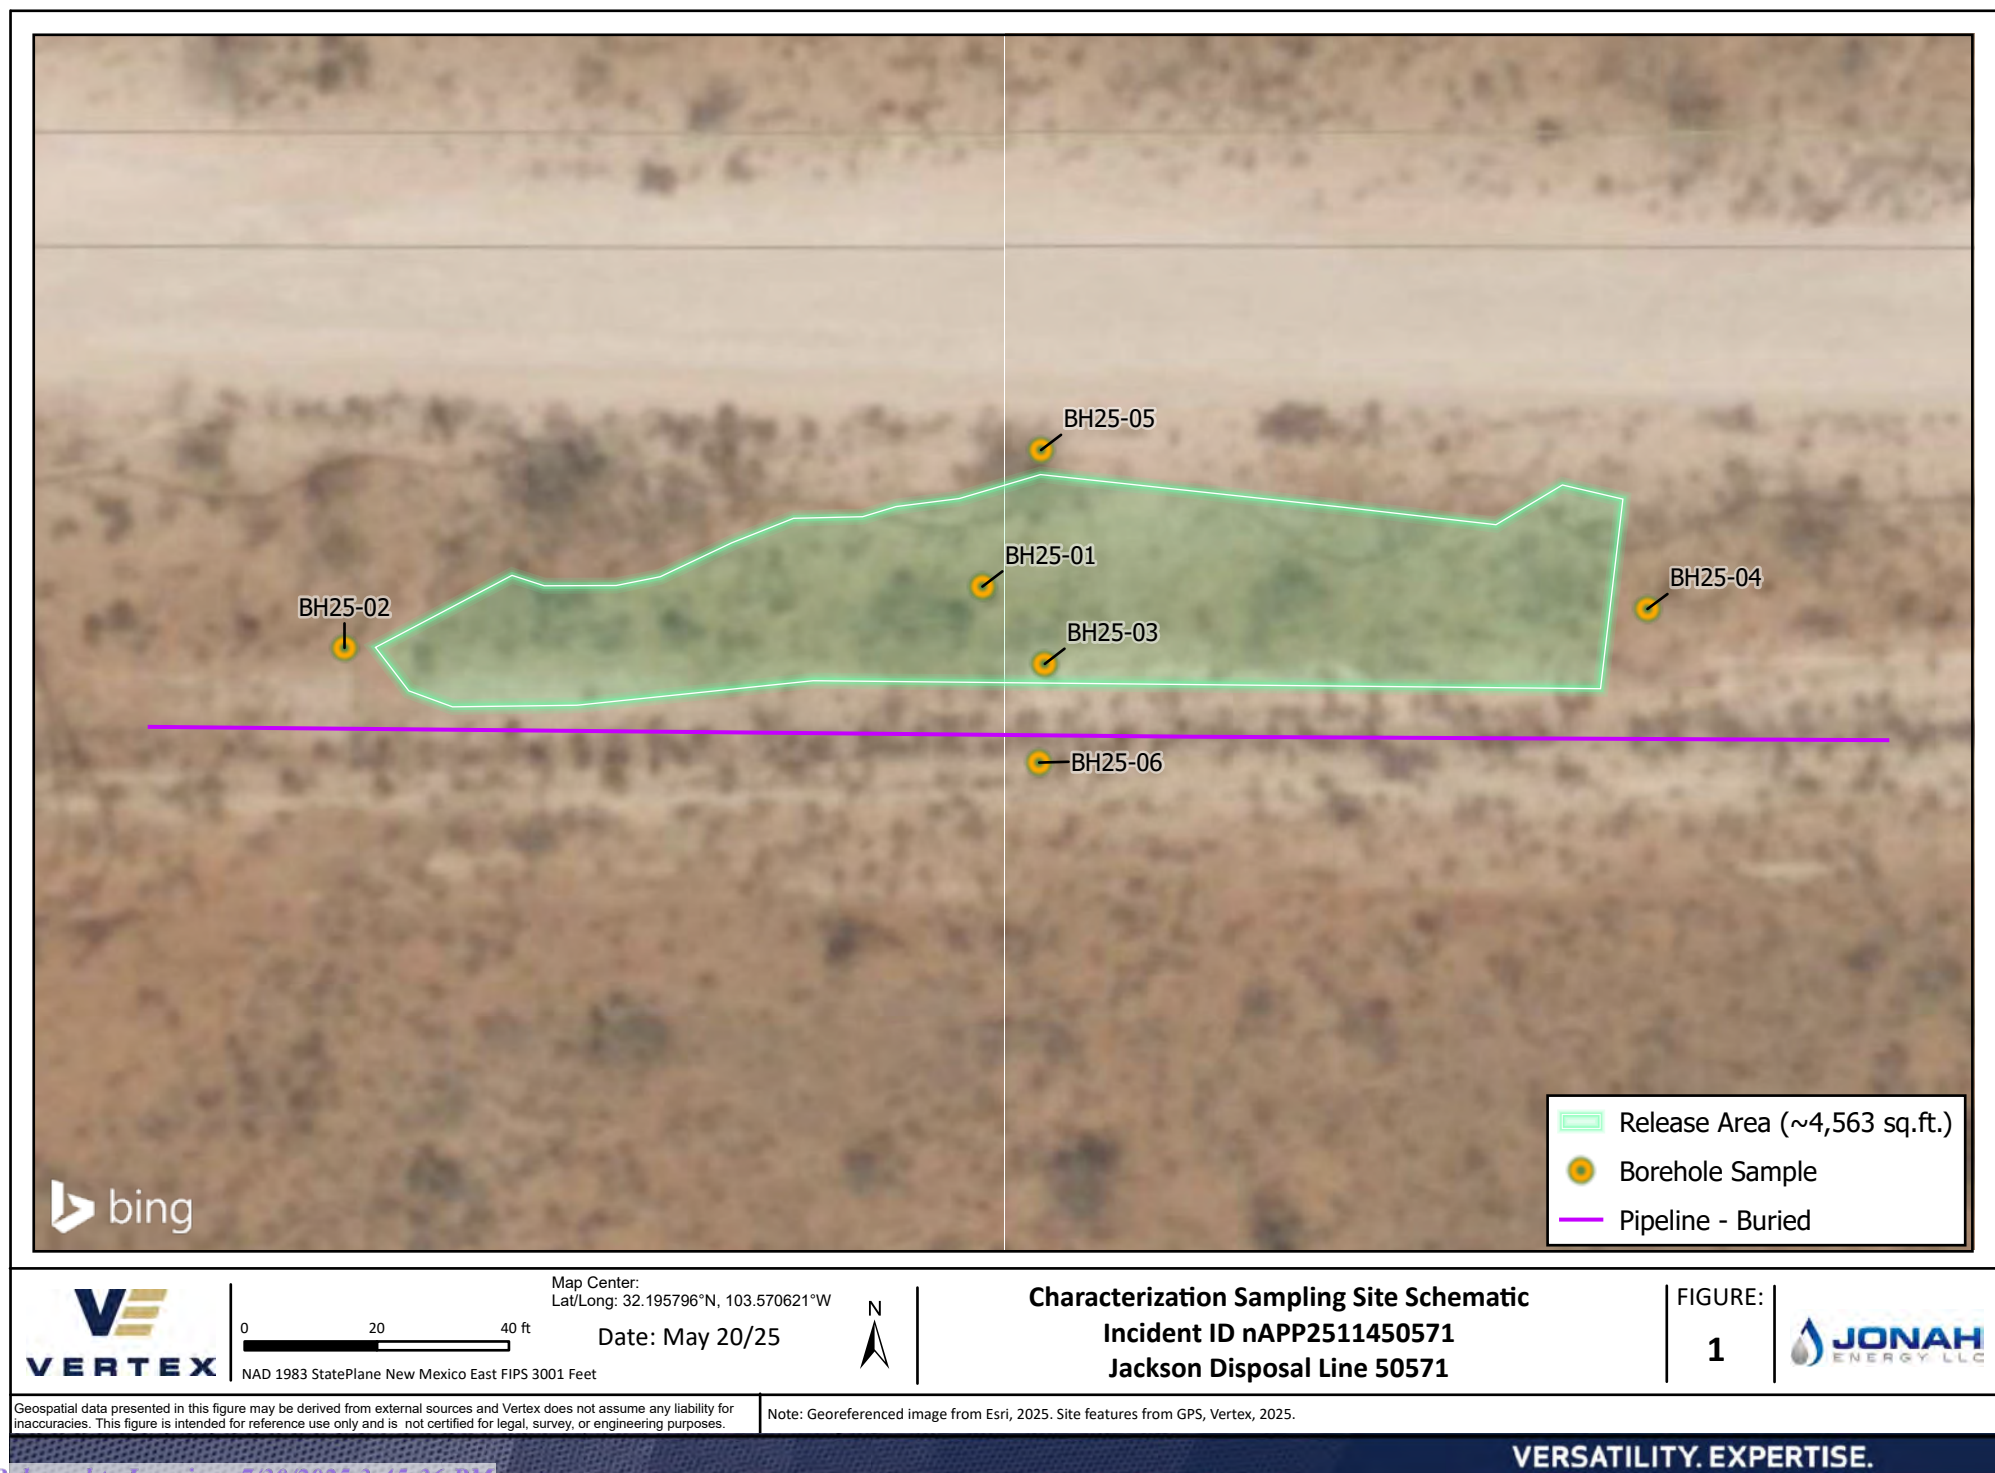 BH25-05
BH25-01
BH25-04
BH25-02
BH25-03
BH25-06
Release Area (~4,563 sq.ft.)
Borehole Sample
Pipeline - Buried
bing
VERTEX
0 20 40 ft
NAD 1983 StatePlane New Mexico East FIPS 3001 Feet
Map Center:
Lat/Long: 32.195796°N, 103.570621°W
Date: May 20/25
N
Characterization Sampling Site Schematic
Incident ID nAPP2511450571
Jackson Disposal Line 50571
FIGURE:
1
JONAH
ENERGY LLC
Geospatial data presented in this figure may be derived from external sources and Vertex does not assume any liability for
inaccuracies. This figure is intended for reference use only and is not certified for legal, survey, or engineering purposes.
Note: Georeferenced image from Esri, 2025. Site features from GPS, Vertex, 2025.
VERSATILITY. EXPERTISE.